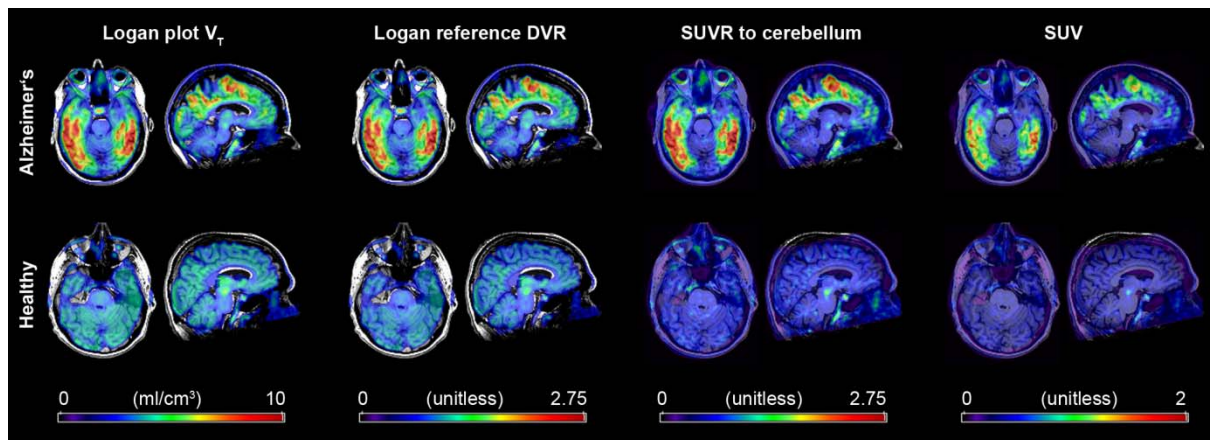 Logan plot V_T
Logan reference DVR
SUVR to cerebellum
SUV
Alzheimer‘s
Healthy
0 (ml/cm³) 10
0 (unitless) 2.75
0 (unitless) 2.75
0 (unitless) 2